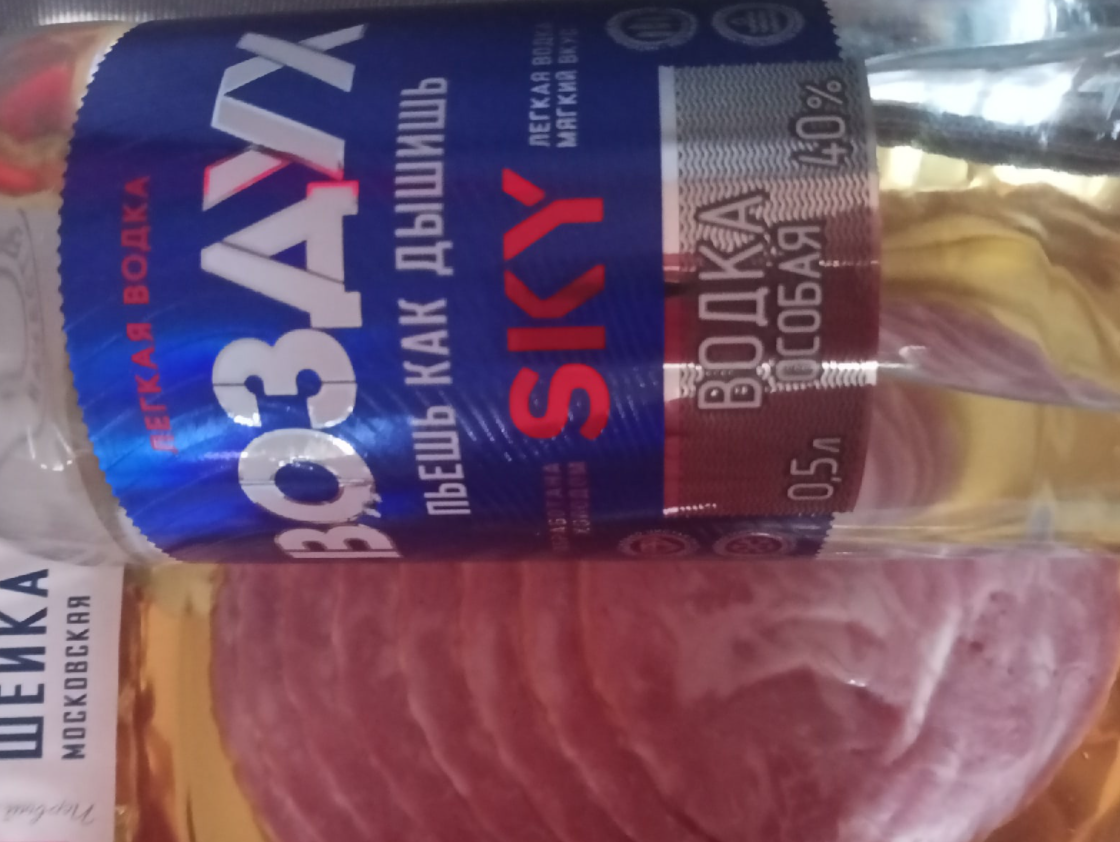 ЛЕГКАЯ ВОДКА
ВОЗДУХ
ПЬЕШЬ КАК ДЫШИШЬ
SKY
ЛЕГКАЯ ВОДКА
МЯГКИЙ ВКУС
ВОДКА
ОСОБАЯ
0,5л
40%
ШЕЙКА
МОСКОВСКАЯ